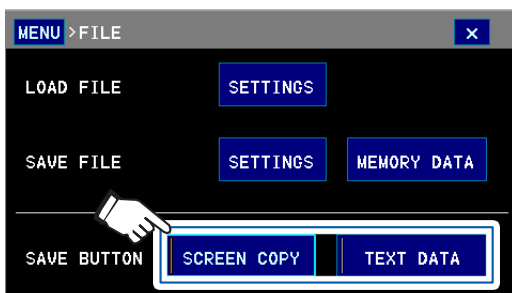 MENU >FILE ×
LOAD FILE SETTINGS
SAVE FILE SETTINGS MEMORY DATA
SAVE BUTTON SCREEN COPY TEXT DATA